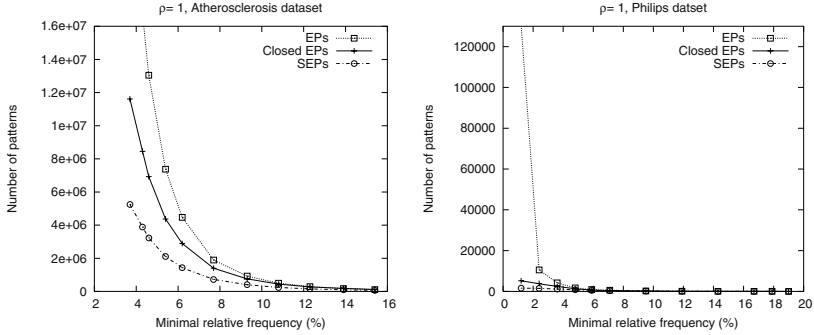 ρ= 1, Atherosclerosis dataset
1.6e+07
1.4e+07
1.2e+07
1e+07
8e+06
6e+06
4e+06
2e+06
0
2 4 6 8 10 12 14 16
Number of patterns
Minimal relative frequency (%)
EPs
Closed EPs
SEPs
ρ= 1, Philips datset
120000
100000
80000
60000
40000
20000
0
0 2 4 6 8 10 12 14 16 18 20
Number of patterns
Minimal relative frequency (%)
EPs
Closed EPs
SEPs